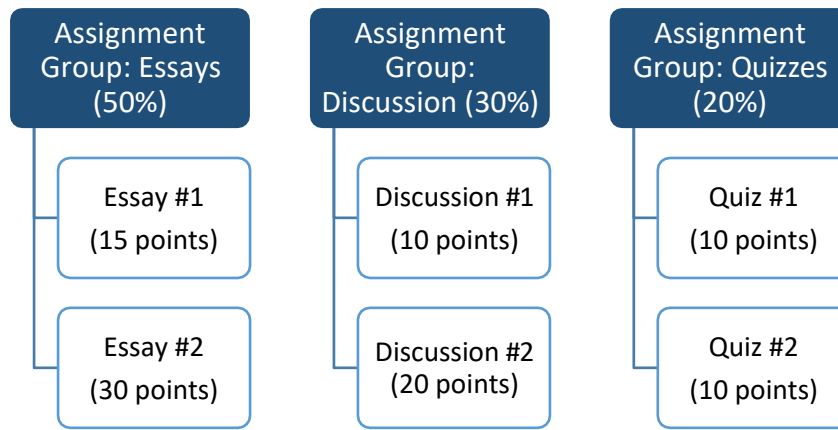 Assignment
Group: Essays
(50%)
Essay #1
(15 points)
Essay #2
(30 points)
Assignment
Group:
Discussion (30%)
Discussion #1
(10 points)
Discussion #2
(20 points)
Assignment
Group: Quizzes
(20%)
Quiz #1
(10 points)
Quiz #2
(10 points)